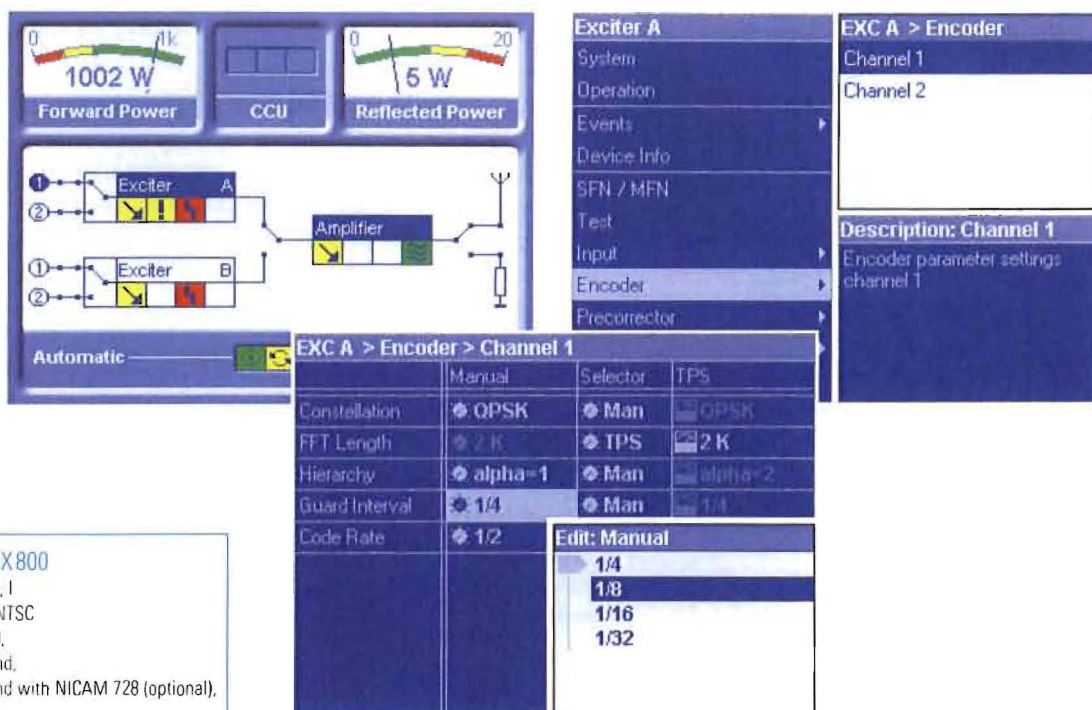 0 1k
1002 W
Forward Power
CCU
0 20
5 W
Reflected Power
1
2
Exciter A
!
1
2
Exciter B
Amplifier
Automatic
Exciter A
System
Operation
Events
Device Info
SFN / MFN
Test
Input
Encoder
Precorrector
EXC A > Encoder
Channel 1
Channel 2
Description: Channel 1
Encoder parameter settings
channel 1
EXC A > Encoder > Channel 1
Manual Selector TPS
Constellation QPSK Man QPSK
FFT Length 2 K TPS 2 K
Hierarchy alpha=1 Man alpha=2
Guard Interval 1/4 Man 1/4
Code Rate 1/2
Edit: Manual
1/4
1/8
1/16
1/32
X800
, I
NTSC
nd,
nd with NICAM 728 (optional),